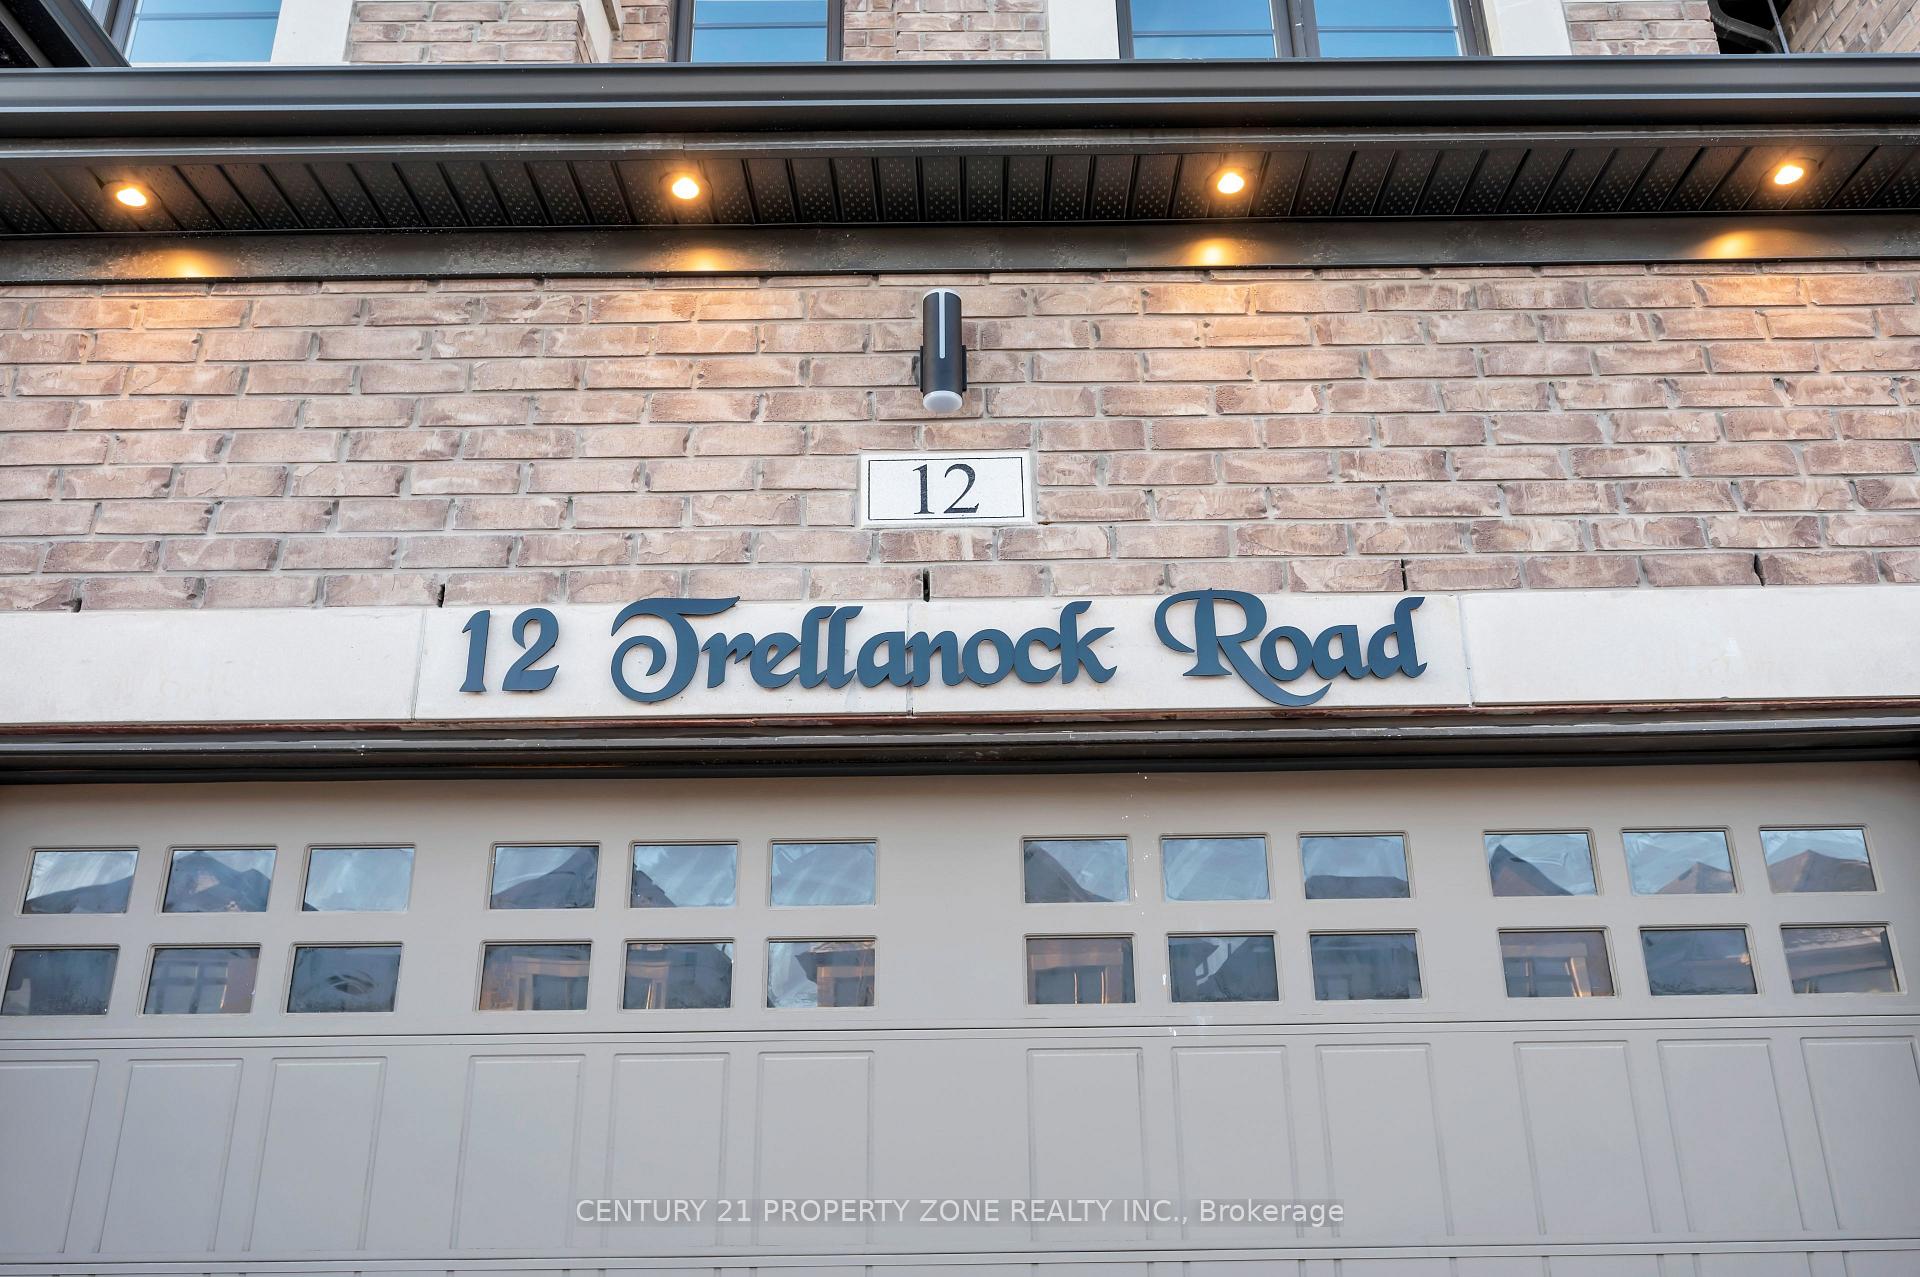 12
12 Trellanock Road
CENTURY 21 PROPERTY ZONE REALTY INC., Brokerage